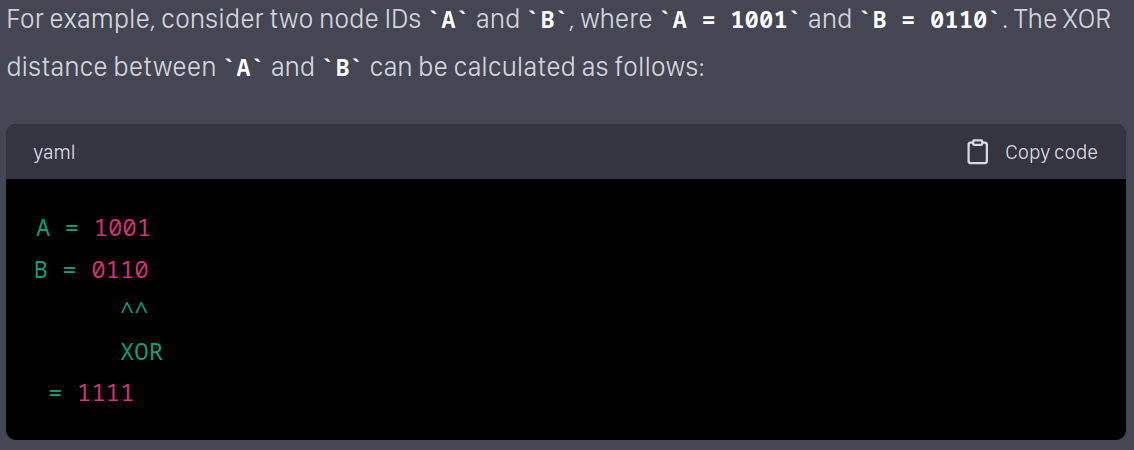 For example, consider two node IDs `A` and `B`, where `A = 1001` and `B = 0110`. The XOR
distance between `A` and `B` can be calculated as follows:
yaml Copy code
A = 1001
B = 0110
^^
XOR
= 1111